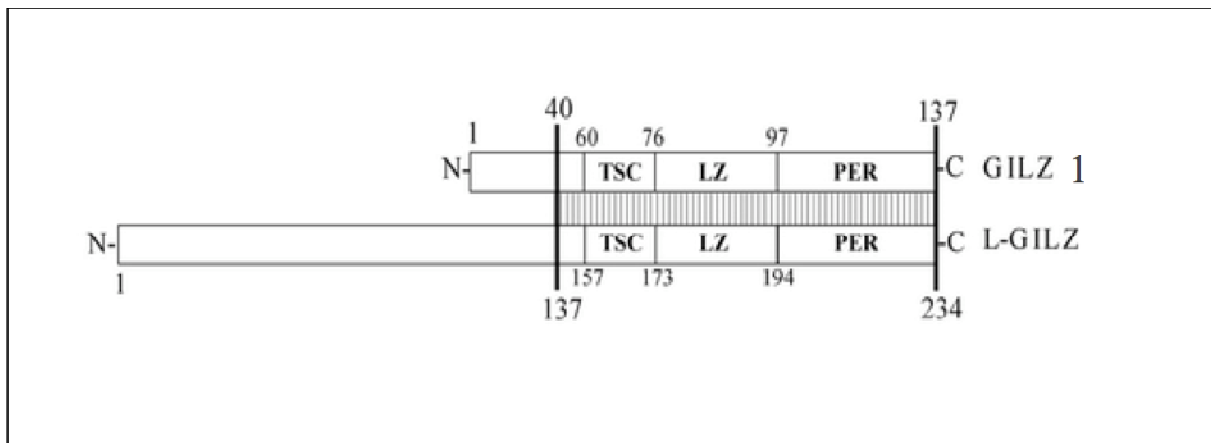 40 137
1 60 76 97
N- TSC LZ PER -C GILZ 1
N- TSC LZ PER -C L-GILZ
1 157 173 194
137 234